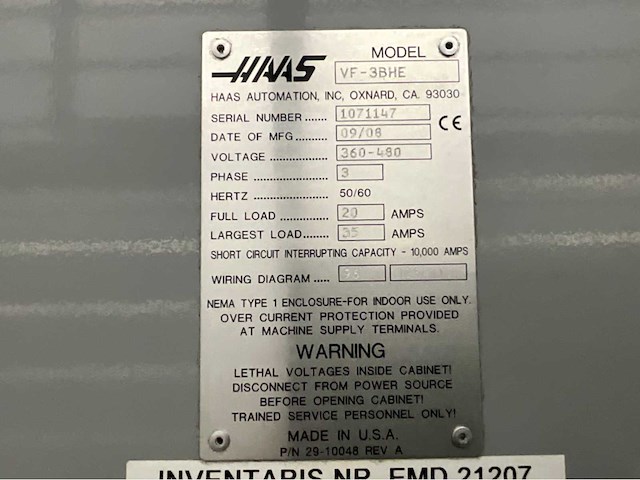 HAAS MODEL VF-3BHE
HAAS AUTOMATION, INC, OXNARD, CA. 93030
SERIAL NUMBER ....... 1071147 CE
DATE OF MFG ........... 09/08
VOLTAGE .................. 360-480
PHASE ...................... 3
HERTZ ...................... 50/60
FULL LOAD .............. 20 AMPS
LARGEST LOAD ........ 35 AMPS
SHORT CIRCUIT INTERRUPTING CAPACITY - 10,000 AMPS
WIRING DIAGRAM .....
NEMA TYPE 1 ENCLOSURE-FOR INDOOR USE ONLY.
OVER CURRENT PROTECTION PROVIDED
AT MACHINE SUPPLY TERMINALS.
WARNING
LETHAL VOLTAGES INSIDE CABINET!
DISCONNECT FROM POWER SOURCE
BEFORE OPENING CABINET!
TRAINED SERVICE PERSONNEL ONLY!
MADE IN U.S.A.
P/N 29-10048 REV A
INVENTARIS NR. EMD 21207